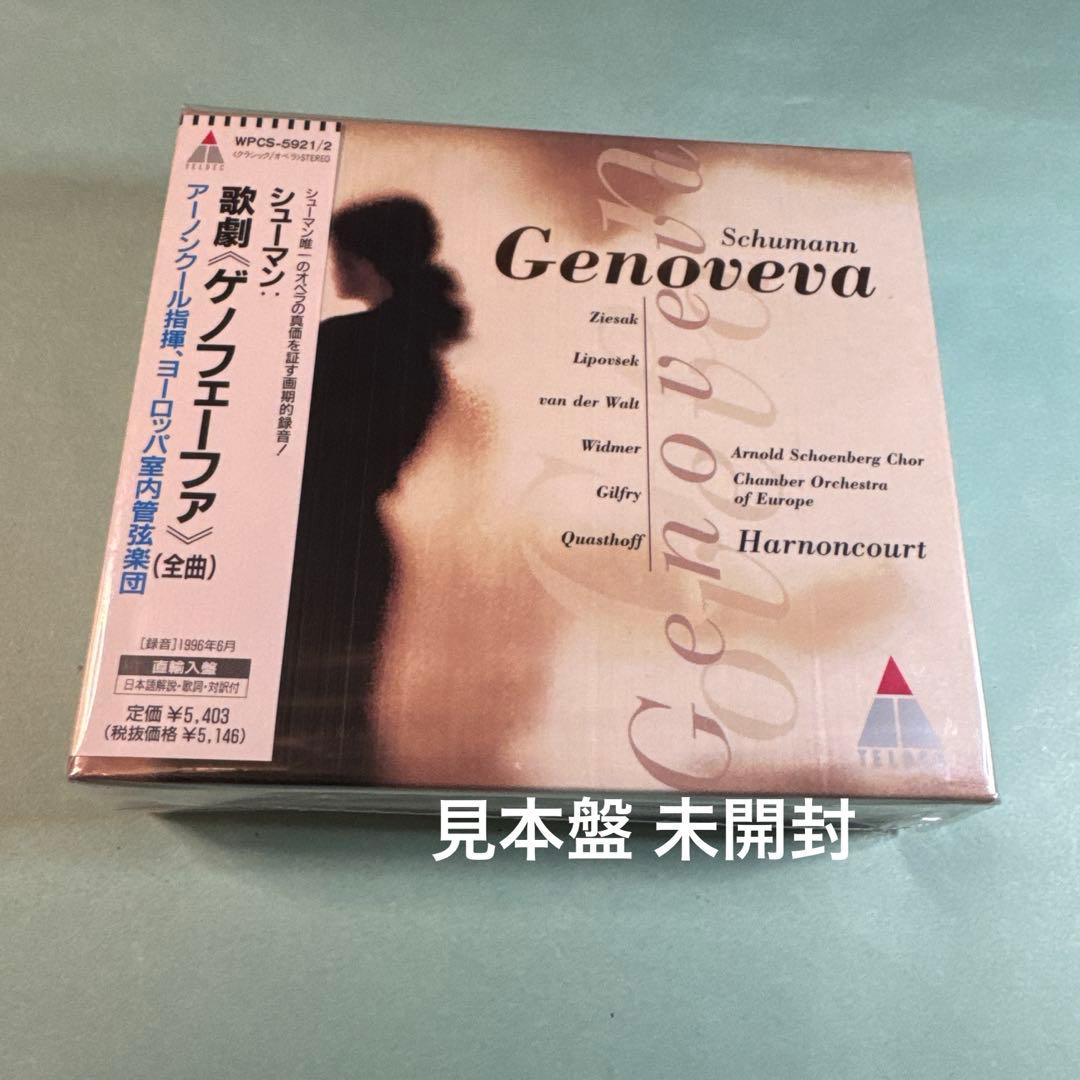 TELDEC
WPCS-5921/2
〈クラシック/オペラ〉STEREO
シューマン唯一のオペラの真価を証す画期的録音!
シューマン:
歌劇《ゲノフェーファ》(全曲)
アーノンクール指揮、ヨーロッパ室内管弦楽団
[録音]1996年6月
直輸入盤
日本語解説・歌詞・対訳付
定価 ¥5,403
(税抜価格 ¥5,146)
Schumann
Genoveva
Ziesak
Lipovšek
van der Walt
Widmer
Gilfry
Quasthoff
Arnold Schoenberg Chor
Chamber Orchestra
of Europe
Harnoncourt
Genoveva
TELDEC
見本盤 未開封